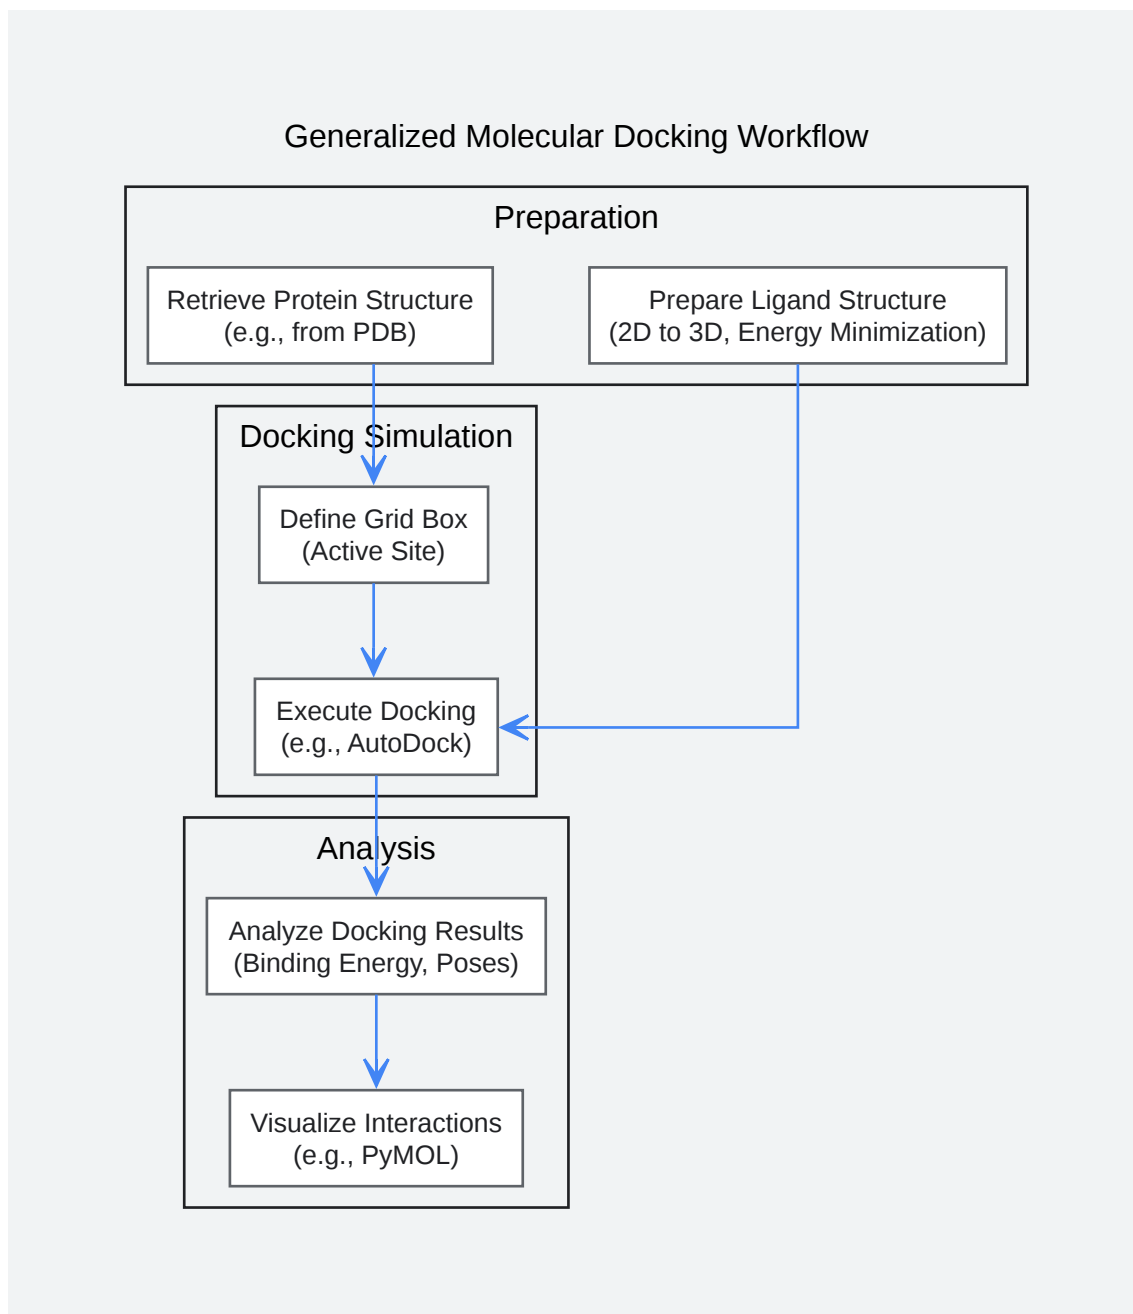 Generalized Molecular Docking Workflow
Preparation
Retrieve Protein Structure
(e.g., from PDB)
Prepare Ligand Structure
(2D to 3D, Energy Minimization)
Docking Simulation
Define Grid Box
(Active Site)
Execute Docking
(e.g., AutoDock)
Analysis
Analyze Docking Results
(Binding Energy, Poses)
Visualize Interactions
(e.g., PyMOL)